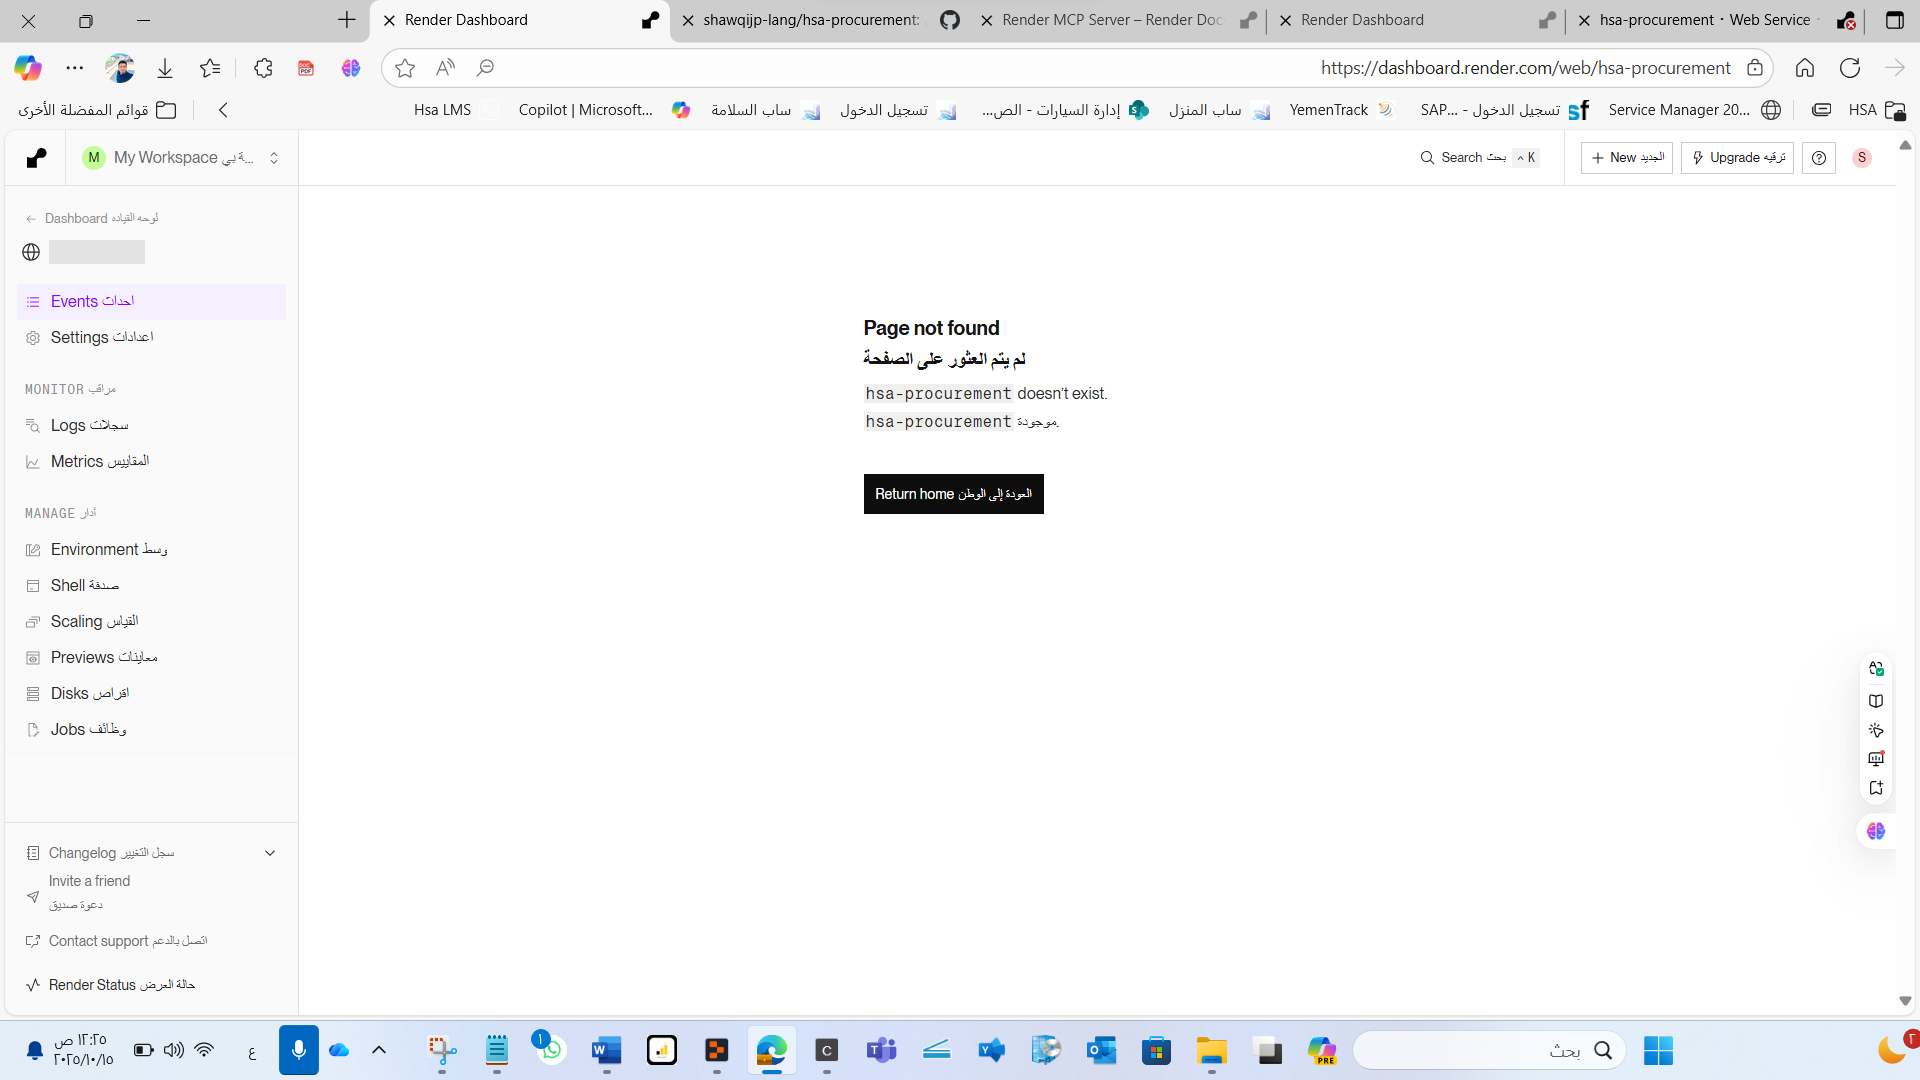 Render Dashboard
shawqijp-lang/hsa-procurement:
Render MCP Server – Render Doc
Render Dashboard
hsa-procurement · Web Service
https://dashboard.render.com/web/hsa-procurement
قوائم المفضلة الأخرى
Hsa LMS
Copilot | Microsoft...
ساب السلامة
تسجيل الدخول
إدارة السيارات - الص...
ساب المنزل
YemenTrack
تسجيل الدخول - SAP...
Service Manager 20...
HSA
M
My Workspace ة بي...
Search بحث
K
New الجديد
Upgrade ترقيه
S
Dashboard لوحه القياده
Events احداث
Settings اعدادات
MONITOR مراقب
Logs سجلات
Metrics المقاييس
MANAGE أدار
Environment وسط
Shell صدفة
Scaling القياس
Previews معاينات
Disks اقراص
Jobs وظائف
Page not found
لم يتم العثور على الصفحة
hsa-procurement doesn't exist.
hsa-procurement موجودة.
Return home العودة إلى الوطن
Changelog سجل التغيير
Invite a friend
دعوة صديق
Contact support اتصل بالدعم
Render Status حالة العرض
١٢:٢٥ ص
٢٠٢٥/١٠/١٥
ع
١
PRE
بحث
٢